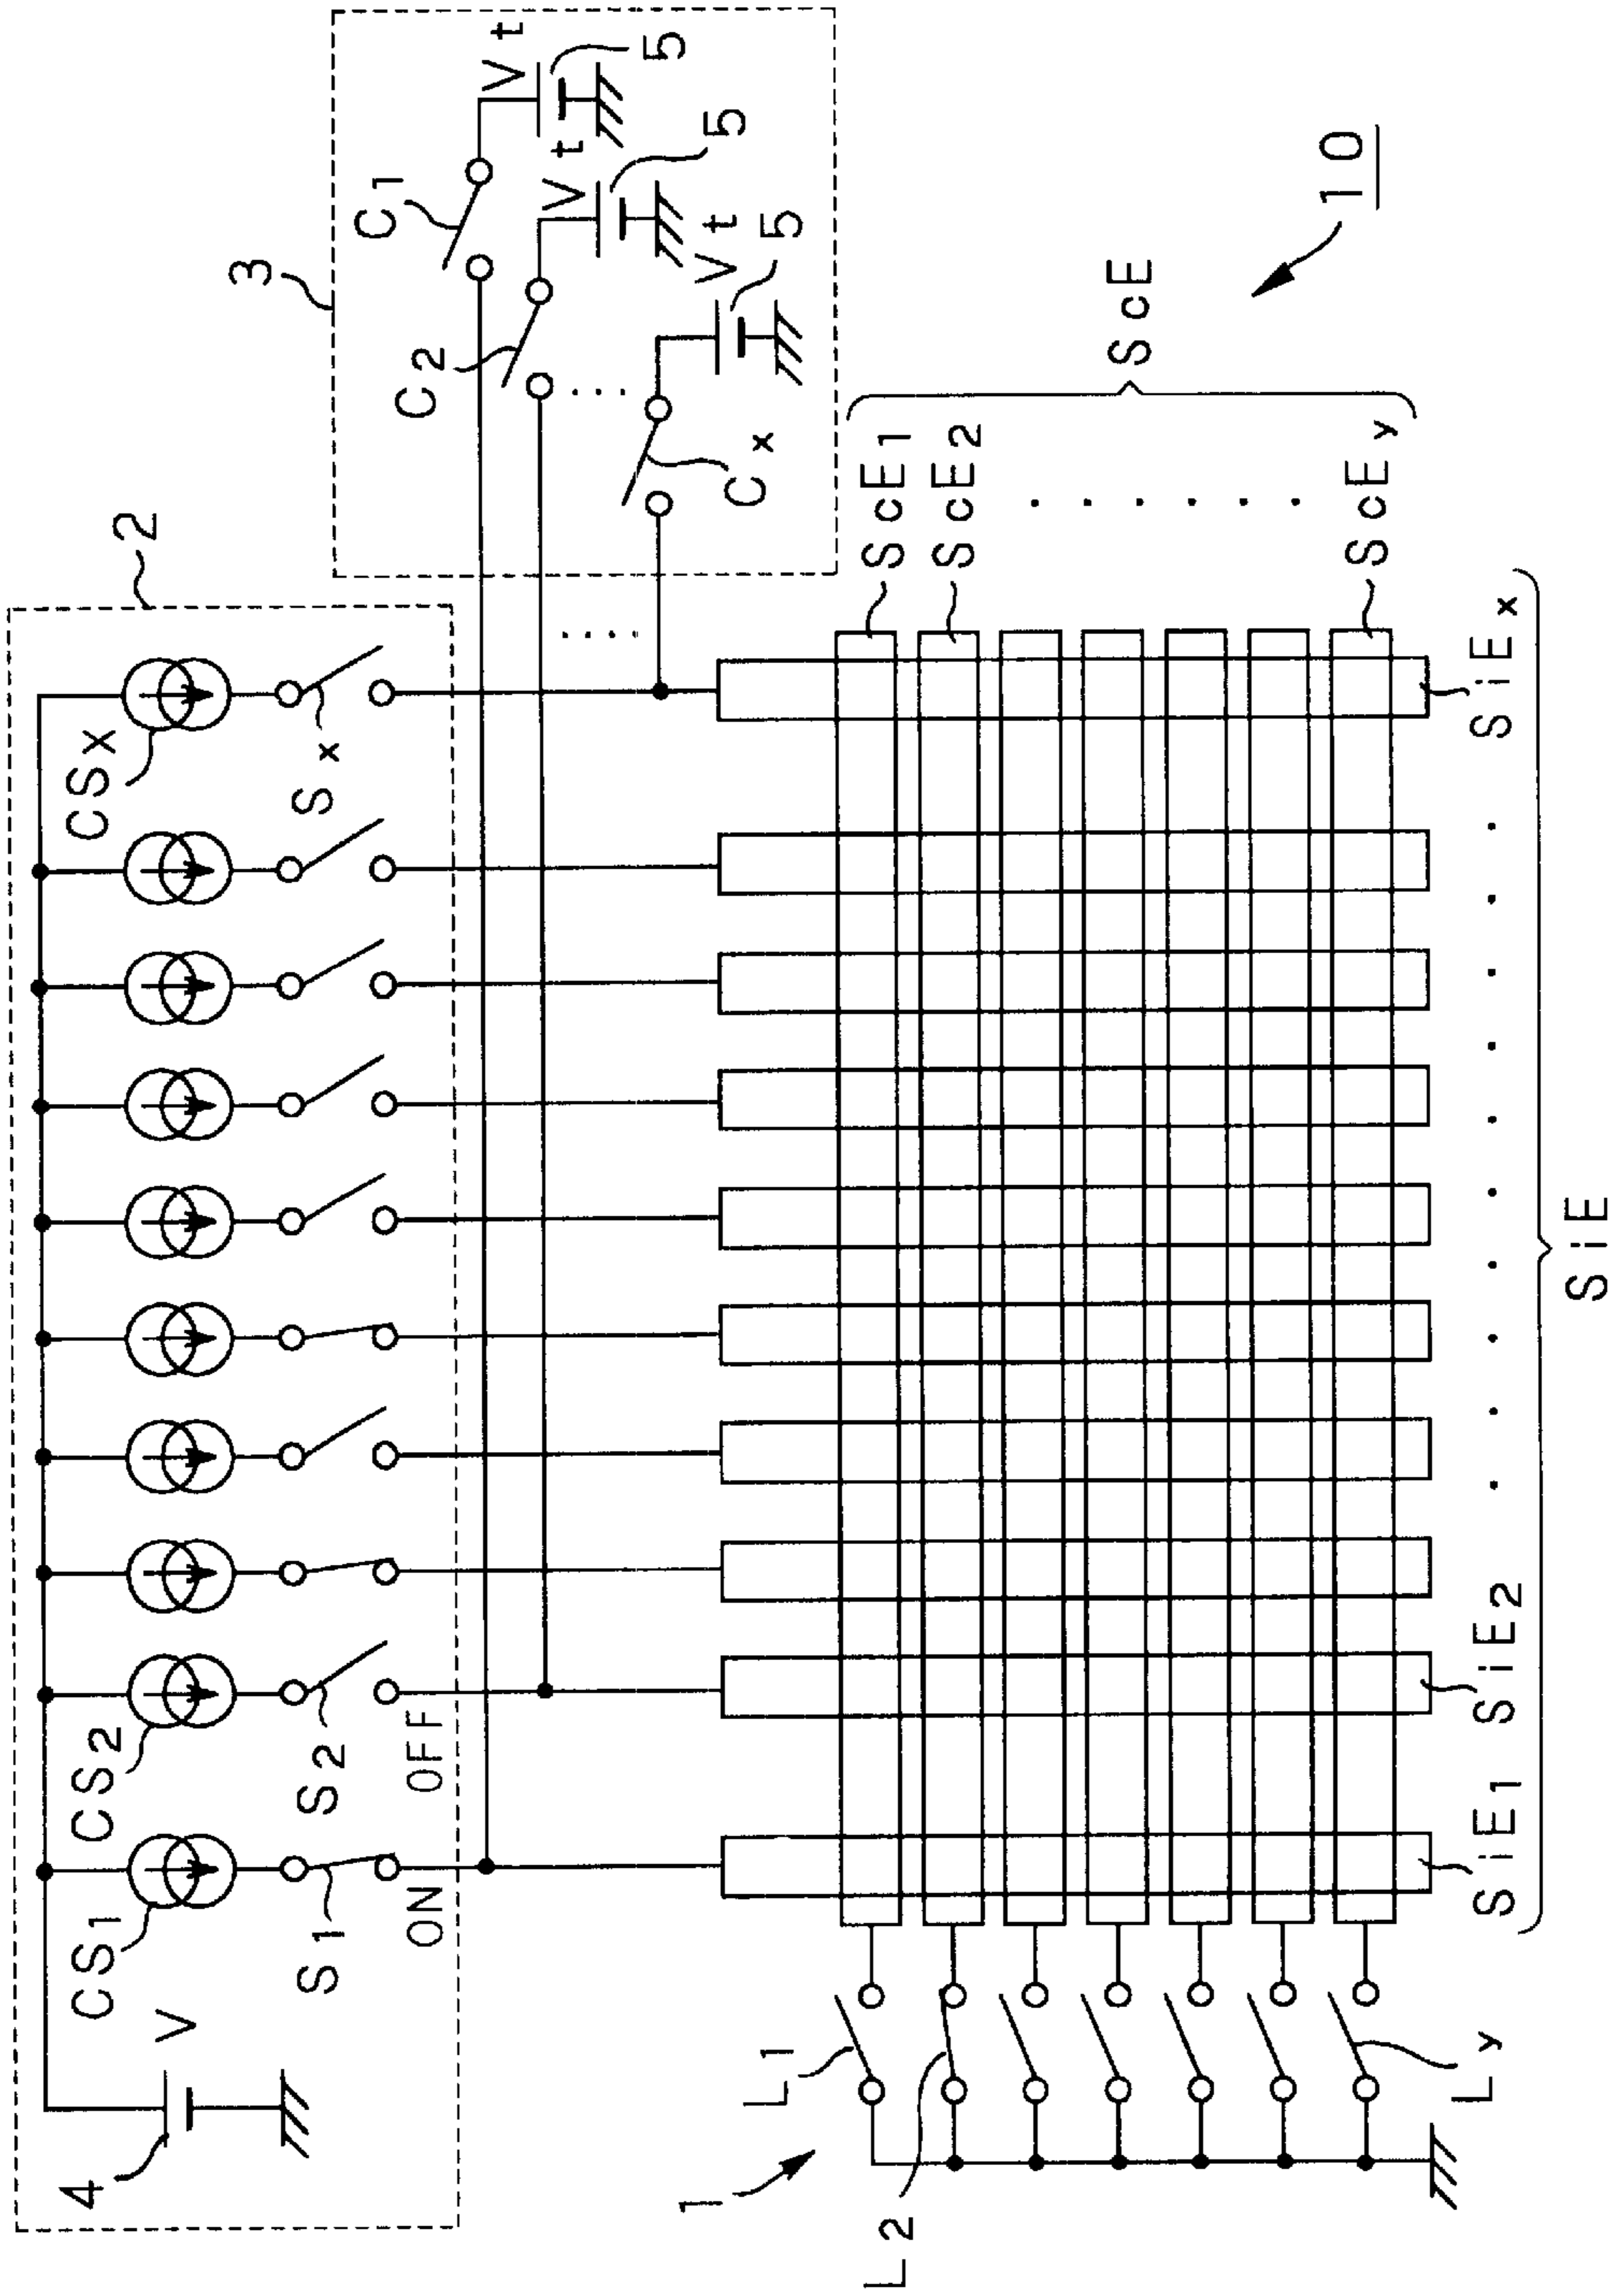 2
3
4
V
CS1
CS2
CSX
S1
S2
Sx
ON
OFF
C1
C2
Cx
Vt
Vt
Vt
5
5
5
10
1
L1
L2
Ly
ScE1
ScE2
. . . . . .
ScEy
ScE
SiE1
SiE2
. . . . . . . . . .
SiEx
SiE